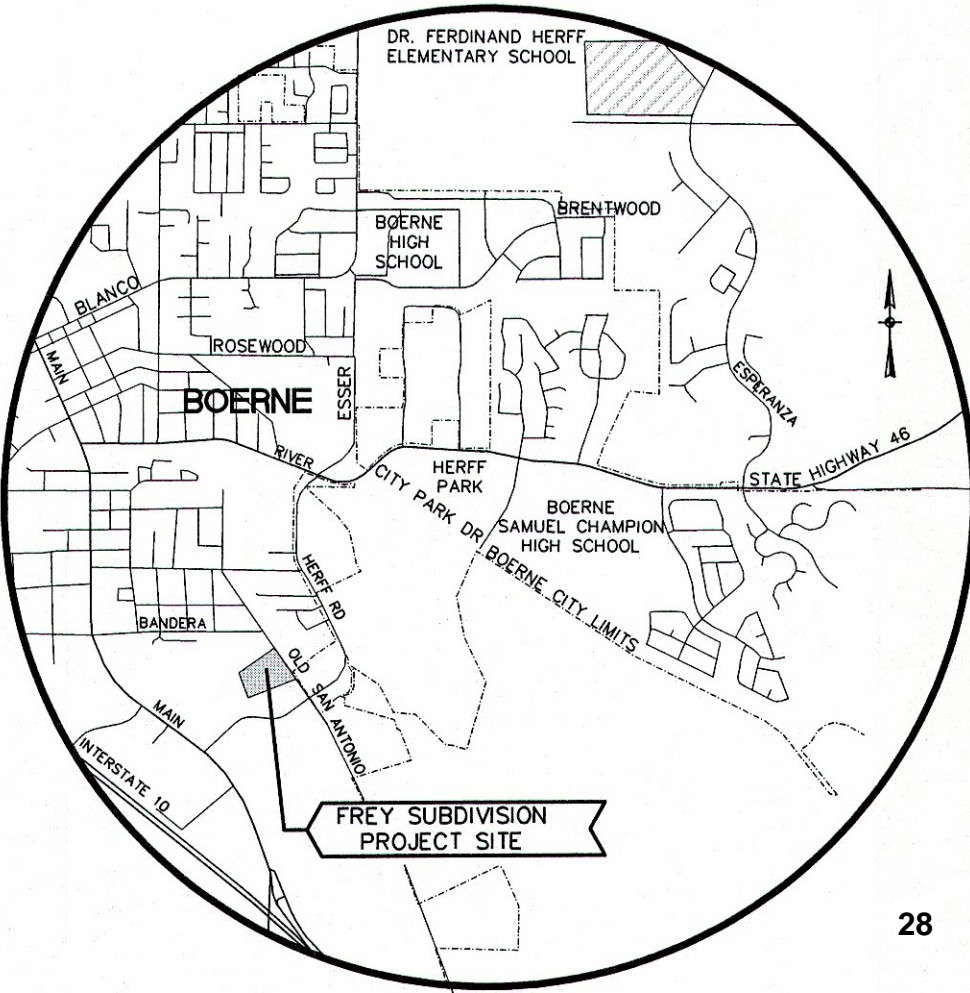 DR. FERDINAND HERFF
ELEMENTARY SCHOOL
BRENTWOOD
BOERNE
HIGH
SCHOOL
BLANCO
MAIN
ROSEWOOD
ESSER
BOERNE
ESPERANZA
RIVER
CITY PARK DR
HERFF
PARK
STATE HIGHWAY 46
BOERNE
SAMUEL CHAMPION
HIGH SCHOOL
BOERNE CITY LIMITS
HERFF RD
BANDERA
OLD SAN ANTONIO
MAIN
INTERSTATE 10
FREY SUBDIVISION
PROJECT SITE
28